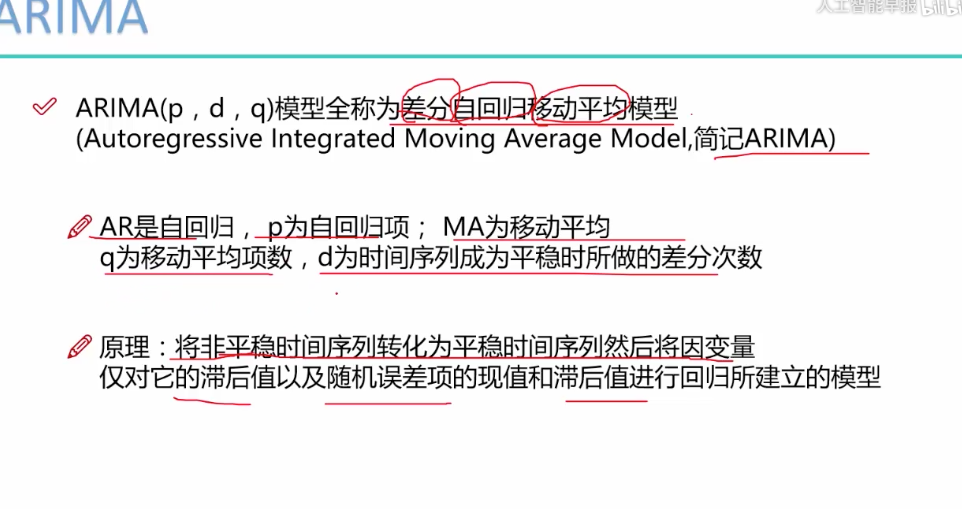 ARIMA
人工智能早报 bilibili
ARIMA(p，d，q)模型全称为差分自回归移动平均模型
(Autoregressive Integrated Moving Average Model,简记ARIMA)
AR是自回归，p为自回归项； MA为移动平均
q为移动平均项数，d为时间序列成为平稳时所做的差分次数
原理：将非平稳时间序列转化为平稳时间序列然后将因变量
仅对它的滞后值以及随机误差项的现值和滞后值进行回归所建立的模型